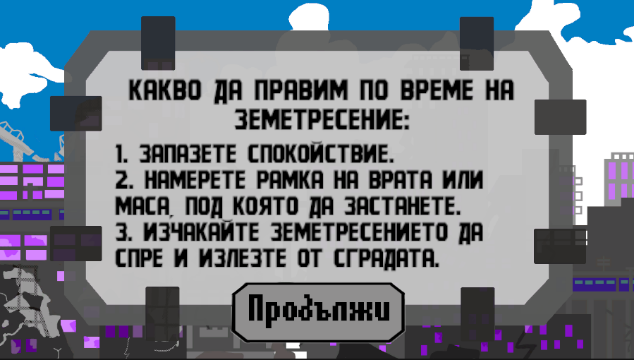 КАКВО ДА ПРАВИМ ПО ВРЕМЕ НА
ЗЕМЕТРЕСЕНИЕ:
1. ЗАПАЗЕТЕ СПОКОЙСТВИЕ.
2. НАМЕРЕТЕ РАМКА НА ВРАТА ИЛИ
МАСА, ПОД КОЯТО ДА ЗАСТАНЕТЕ.
3. ИЗЧАКАЙТЕ ЗЕМЕТРЕСЕНИЕТО ДА
СПРЕ И ИЗЛЕЗТЕ ОТ СГРАДАТА.
Продължи